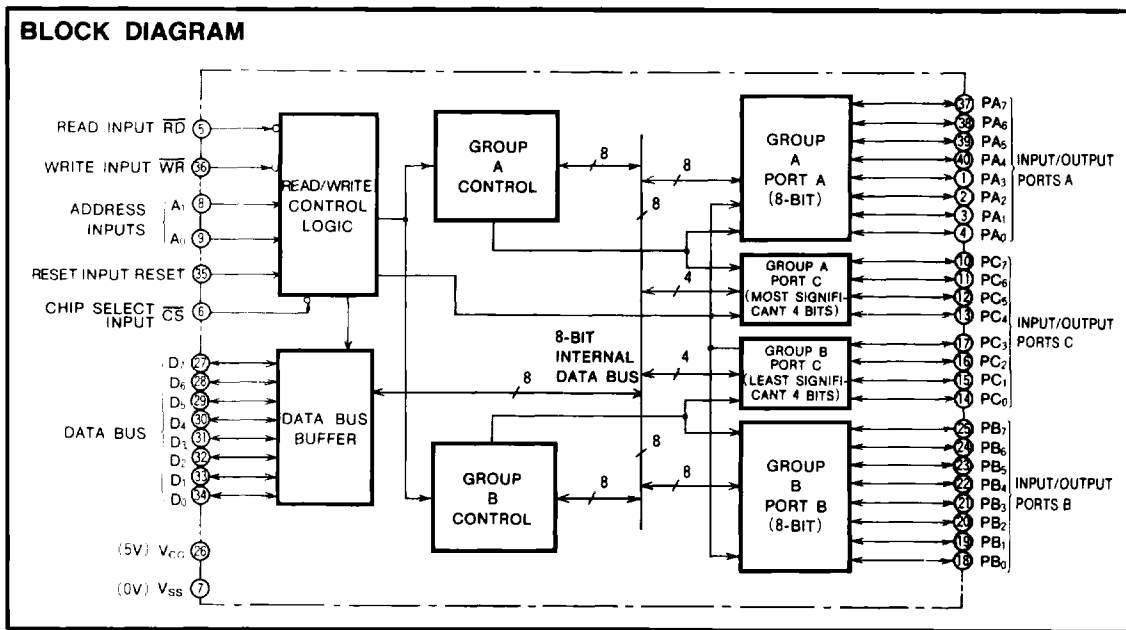 BLOCK DIAGRAM
READ INPUT RD 5
WRITE INPUT WR 36
ADDRESS INPUTS
A1 8
A0 9
RESET INPUT RESET 35
CHIP SELECT INPUT CS 6
DATA BUS
D7 27
D6 28
D5 29
D4 30
D3 31
D2 32
D1 33
D0 34
(5V) VCC 26
(0V) VSS 7
READ/WRITE
CONTROL
LOGIC
DATA BUS
BUFFER
GROUP
A
CONTROL
8
GROUP
B
CONTROL
8
8
8-BIT
INTERNAL
DATA BUS
8
8
4
4
8
8
GROUP
A
PORT A
(8-BIT)
GROUP A
PORT C
(MOST SIGNIFI-
CANT 4 BITS)
GROUP B
PORT C
(LEAST SIGNIFI-
CANT 4 BITS)
GROUP
B
PORT B
(8-BIT)
37 PA7
38 PA6
39 PA5
40 PA4
1 PA3
2 PA2
3 PA1
4 PA0
INPUT/OUTPUT
PORTS A
10 PC7
11 PC6
12 PC5
13 PC4
17 PC3
16 PC2
15 PC1
14 PC0
INPUT/OUTPUT
PORTS C
25 PB7
24 PB6
23 PB5
22 PB4
21 PB3
20 PB2
19 PB1
18 PB0
INPUT/OUTPUT
PORTS B